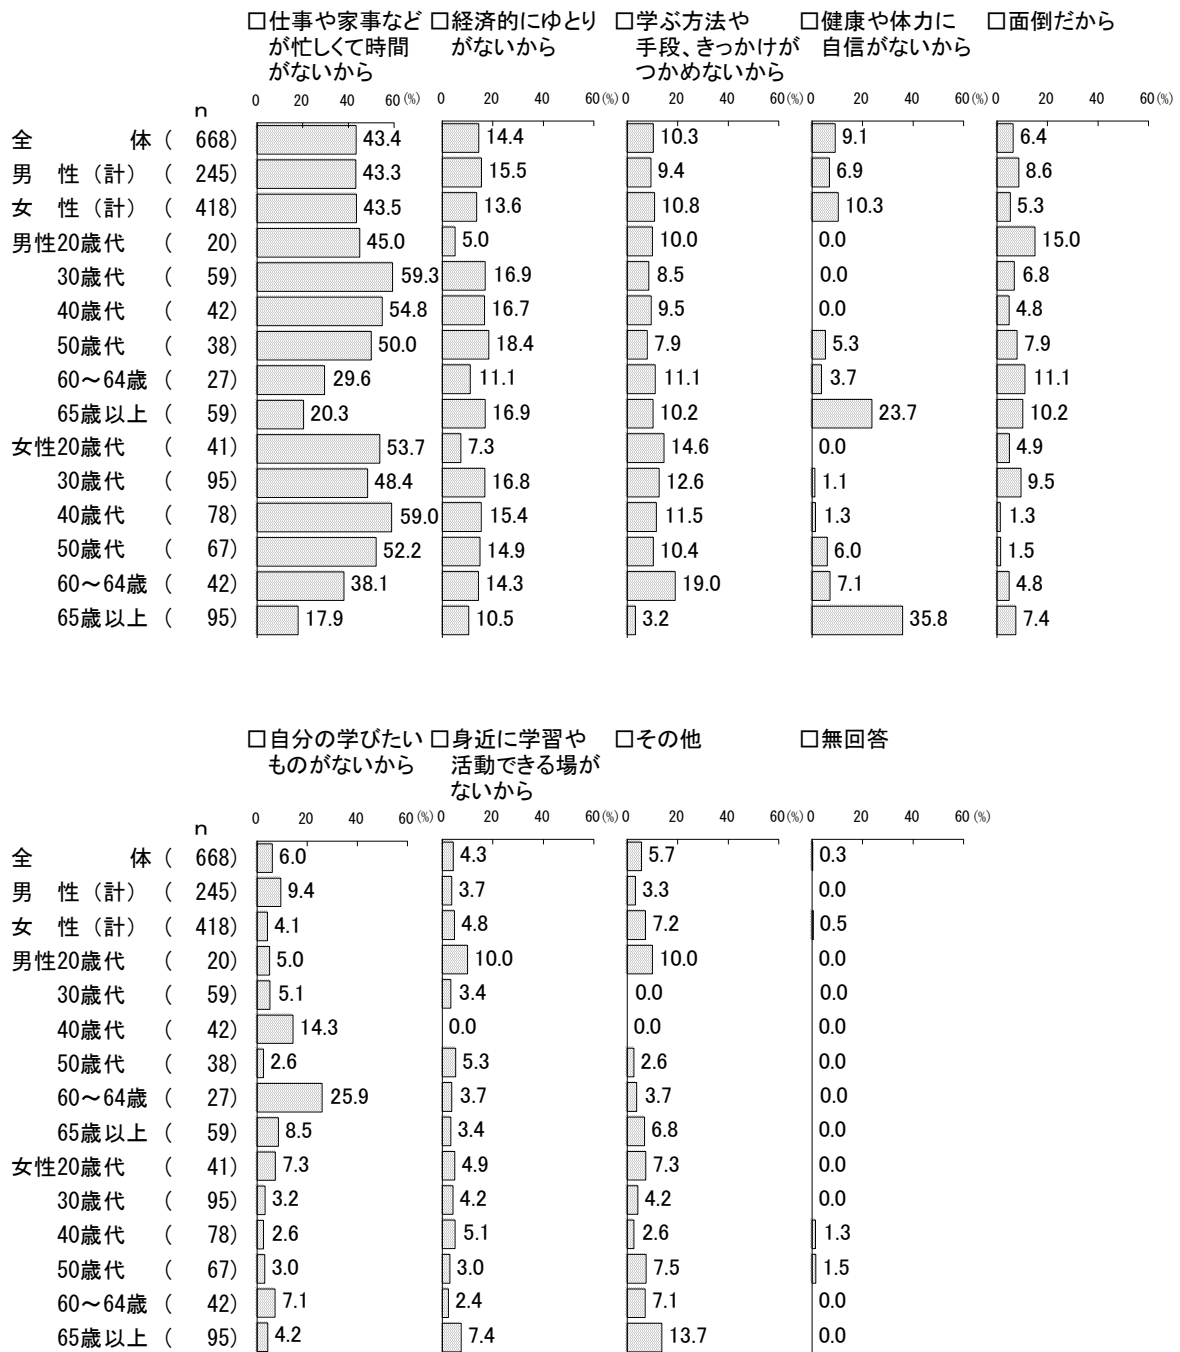 □仕事や家事など □経済的にゆとり □学ぶ方法や □健康や体力に □面倒だから
が忙しくて時間 がないから 手段、きっかけが 自信がないから
がないから つかめないから
n 0 20 40 60(%) 0 20 40 60(%) 0 20 40 60(%) 0 20 40 60(%) 0 20 40 60(%)
全 体 ( 668) 43.4 14.4 10.3 9.1 6.4
男 性(計) ( 245) 43.3 15.5 9.4 6.9 8.6
女 性(計) ( 418) 43.5 13.6 10.8 10.3 5.3
男性20歳代 ( 20) 45.0 5.0 10.0 0.0 15.0
30歳代 ( 59) 59.3 16.9 8.5 0.0 6.8
40歳代 ( 42) 54.8 16.7 9.5 0.0 4.8
50歳代 ( 38) 50.0 18.4 7.9 5.3 7.9
60～64歳 ( 27) 29.6 11.1 11.1 3.7 11.1
65歳以上 ( 59) 20.3 16.9 10.2 23.7 10.2
女性20歳代 ( 41) 53.7 7.3 14.6 0.0 4.9
30歳代 ( 95) 48.4 16.8 12.6 1.1 9.5
40歳代 ( 78) 59.0 15.4 11.5 1.3 1.3
50歳代 ( 67) 52.2 14.9 10.4 6.0 1.5
60～64歳 ( 42) 38.1 14.3 19.0 7.1 4.8
65歳以上 ( 95) 17.9 10.5 3.2 35.8 7.4
□自分の学びたい □身近に学習や □その他 □無回答
ものがないから 活動できる場が
ないから
n 0 20 40 60(%) 0 20 40 60(%) 0 20 40 60(%) 0 20 40 60(%)
全 体 ( 668) 6.0 4.3 5.7 0.3
男 性(計) ( 245) 9.4 3.7 3.3 0.0
女 性(計) ( 418) 4.1 4.8 7.2 0.5
男性20歳代 ( 20) 5.0 10.0 10.0 0.0
30歳代 ( 59) 5.1 3.4 0.0 0.0
40歳代 ( 42) 14.3 0.0 0.0 0.0
50歳代 ( 38) 2.6 5.3 2.6 0.0
60～64歳 ( 27) 25.9 3.7 3.7 0.0
65歳以上 ( 59) 8.5 3.4 6.8 0.0
女性20歳代 ( 41) 7.3 4.9 7.3 0.0
30歳代 ( 95) 3.2 4.2 4.2 0.0
40歳代 ( 78) 2.6 5.1 2.6 1.3
50歳代 ( 67) 3.0 3.0 7.5 1.5
60～64歳 ( 42) 7.1 2.4 7.1 0.0
65歳以上 ( 95) 4.2 7.4 13.7 0.0